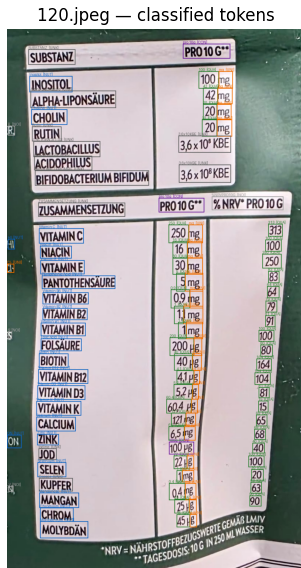 120.jpeg — classified tokens
SUBSTANZ PRO 10 G**
INOSITOL 100 mg
ALPHA-LIPONSÄURE 42 mg
CHOLIN 20 mg
RUTIN 20 mg
LACTOBACILLUS 3,6 x 10⁸ KBE
ACIDOPHILUS
BIFIDOBACTERIUM BIFIDUM 3,6 x 10⁸ KBE
ZUSAMMENSETZUNG PRO 10 G** % NRV* PRO 10 G
VITAMIN C 250 mg 313
NIACIN 16 mg 100
VITAMIN E 30 mg 250
PANTOTHENSÄURE 5 mg 83
VITAMIN B6 0,9 mg 64
VITAMIN B2 1,1 mg 79
VITAMIN B1 1 mg 91
FOLSÄURE 200 µg 100
BIOTIN 40 µg 80
VITAMIN B12 4,1 µg 164
VITAMIN D3 5,2 µg 104
VITAMIN K 60,4 µg 81
CALCIUM 121 mg 15
ZINK 6,5 mg 65
JOD 100 µg 68
SELEN 22 µg 40
KUPFER 1 mg 100
MANGAN 0,4 mg 20
CHROM 25 µg 63
MOLYBDÄN 45 µg 90
*NRV = NÄHRSTOFFBEZUGSWERTE GEMÄß LMIV
** TAGESDOSIS: 10 G IN 250 ML WASSER